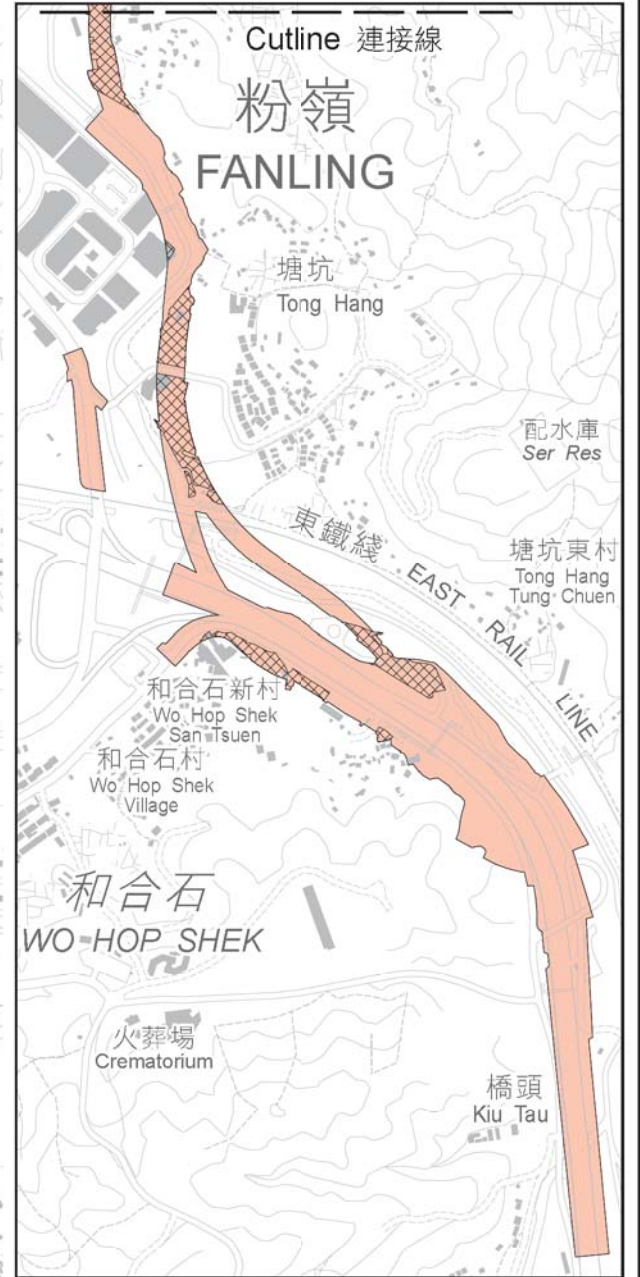 Cutline 連接線
粉嶺
FANLING
塘坑
Tong Hang
配水庫
Ser Res
東鐵綫
EAST RAIL LINE
塘坑東村
Tong Hang
Tung Chuen
和合石新村
Wo Hop Shek
San Tsuen
和合石村
Wo Hop Shek
Village
和合石
WO HOP SHEK
火葬場
Crematorium
橋頭
Kiu Tau